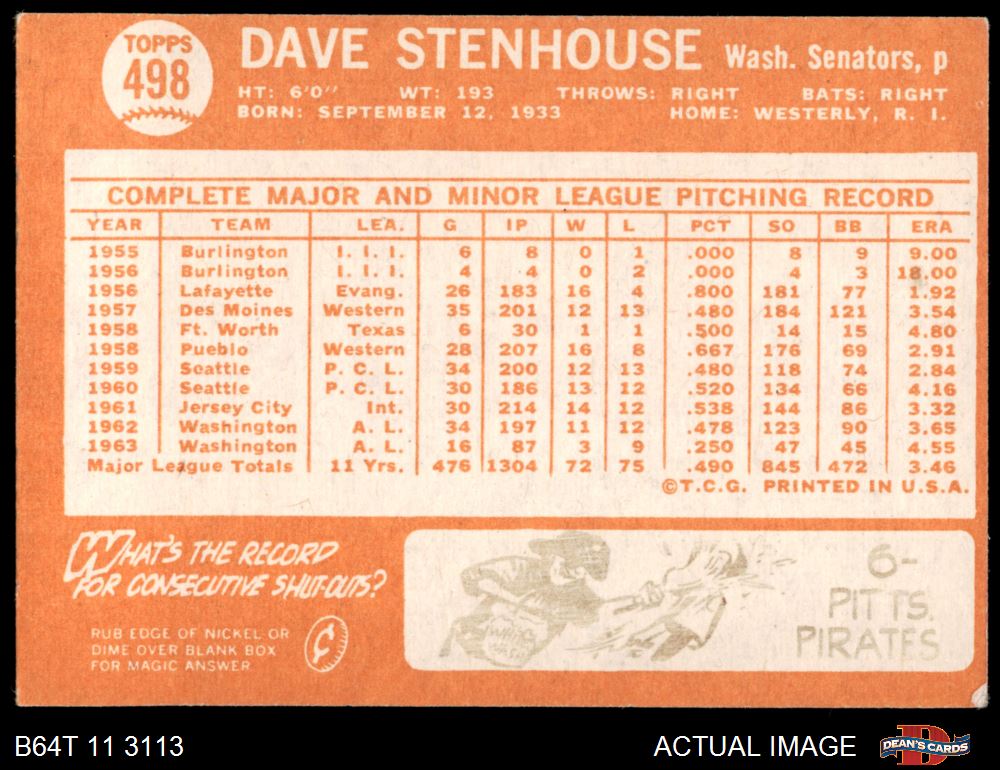 TOPPS
498
DAVE STENHOUSE Wash. Senators, p
HT: 6'0" WT: 193 THROWS: RIGHT BATS: RIGHT
BORN: SEPTEMBER 12, 1933 HOME: WESTERLY, R. I.
COMPLETE MAJOR AND MINOR LEAGUE PITCHING RECORD
YEAR TEAM LEA. G IP W L PCT SO BB ERA
1955 Burlington I. I. I. 6 8 0 1 .000 8 9 9.00
1956 Burlington I. I. I. 4 4 0 2 .000 4 3 18.00
1956 Lafayette Evang. 26 183 16 4 .800 181 77 1.92
1957 Des Moines Western 35 201 12 13 .480 184 121 3.54
1958 Ft. Worth Texas 6 30 1 1 .500 14 15 4.80
1958 Pueblo Western 28 207 16 8 .667 176 69 2.91
1959 Seattle P. C. L. 34 200 12 13 .480 118 74 2.84
1960 Seattle P. C. L. 30 186 13 12 .520 134 66 4.16
1961 Jersey City Int. 30 214 14 12 .538 144 86 3.32
1962 Washington A. L. 34 197 11 12 .478 123 90 3.65
1963 Washington A. L. 16 87 3 9 .250 47 45 4.55
Major League Totals 11 Yrs. 476 1304 72 75 .490 845 472 3.46
©T.C.G. PRINTED IN U.S.A.
WHAT'S THE RECORD
FOR CONSECUTIVE SHUT-OUTS?
RUB EDGE OF NICKEL OR
DIME OVER BLANK BOX
FOR MAGIC ANSWER
¢
WHITE
WASH
6-
PITTS.
PIRATES
B64T 11 3113
ACTUAL IMAGE
D
DEAN'S CARDS